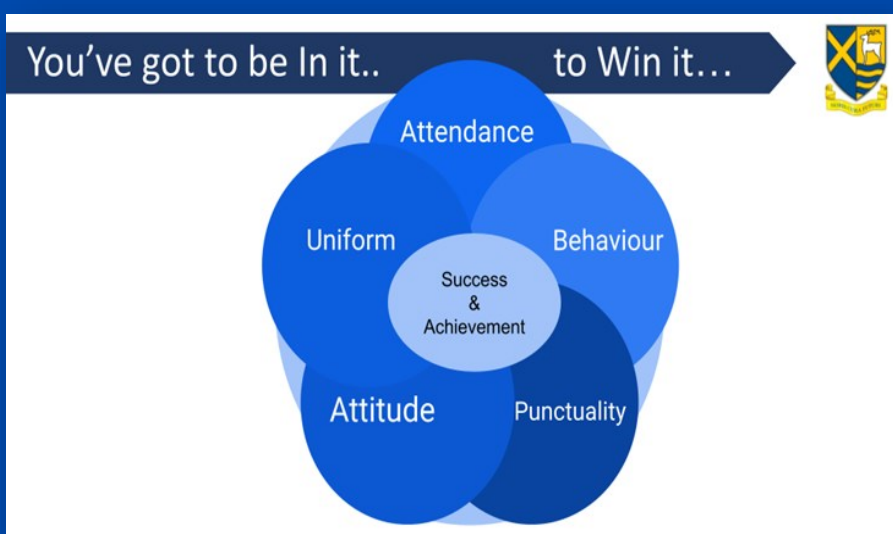 You've got to be In it.. to Win it…
Attendance
Uniform
Behaviour
Success
&
Achievement
Attitude
Punctuality